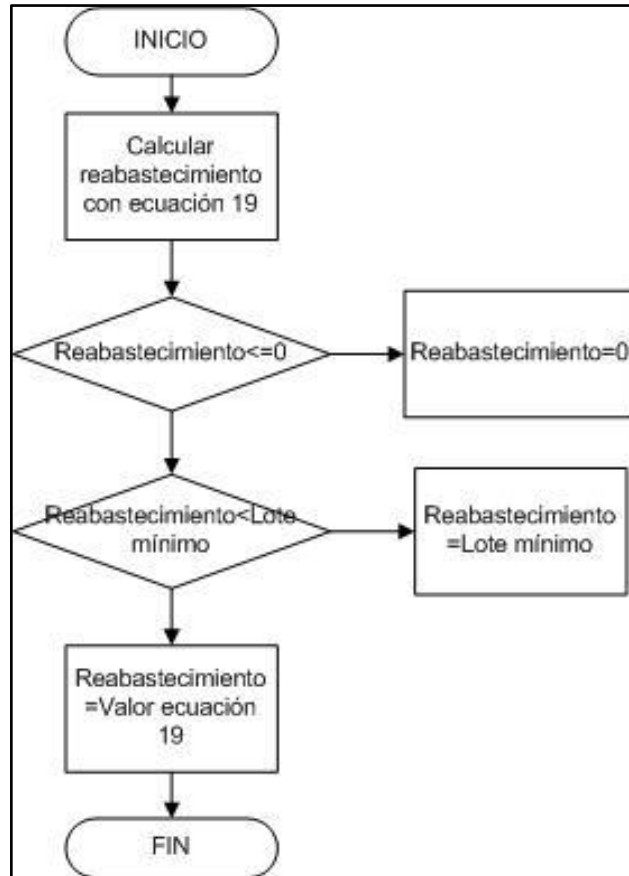 INICIO
Calcular
reabastecimiento
con ecuación 19
Reabastecimiento<=0
Reabastecimiento=0
Reabastecimiento<Lote
mínimo
Reabastecimiento
=Lote mínimo
Reabastecimiento
=Valor ecuación
19
FIN